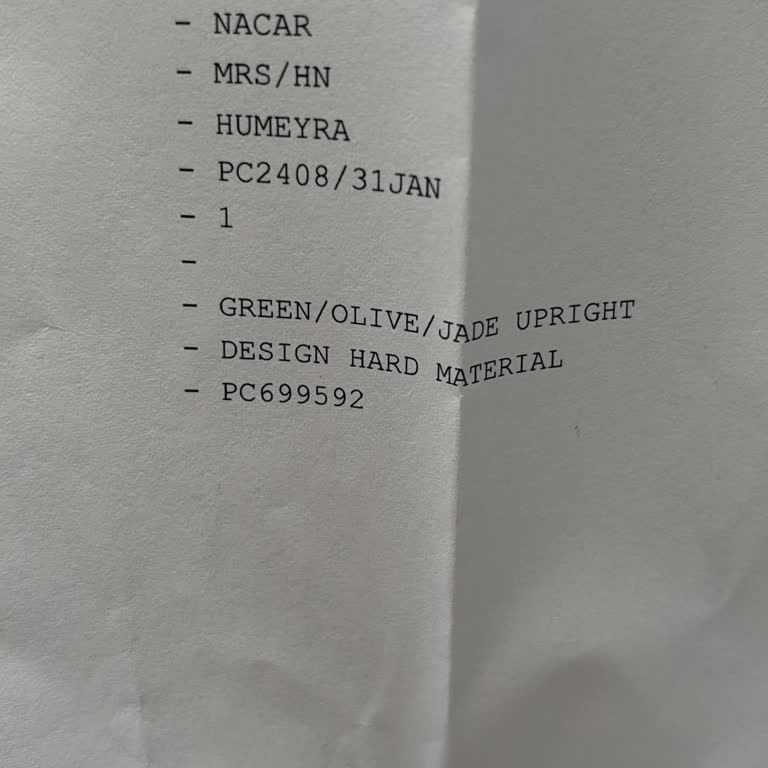 - NACAR
- MRS/HN
- HUMEYRA
- PC2408/31JAN
- 1
-
- GREEN/OLIVE/JADE UPRIGHT
- DESIGN HARD MATERIAL
- PC699592